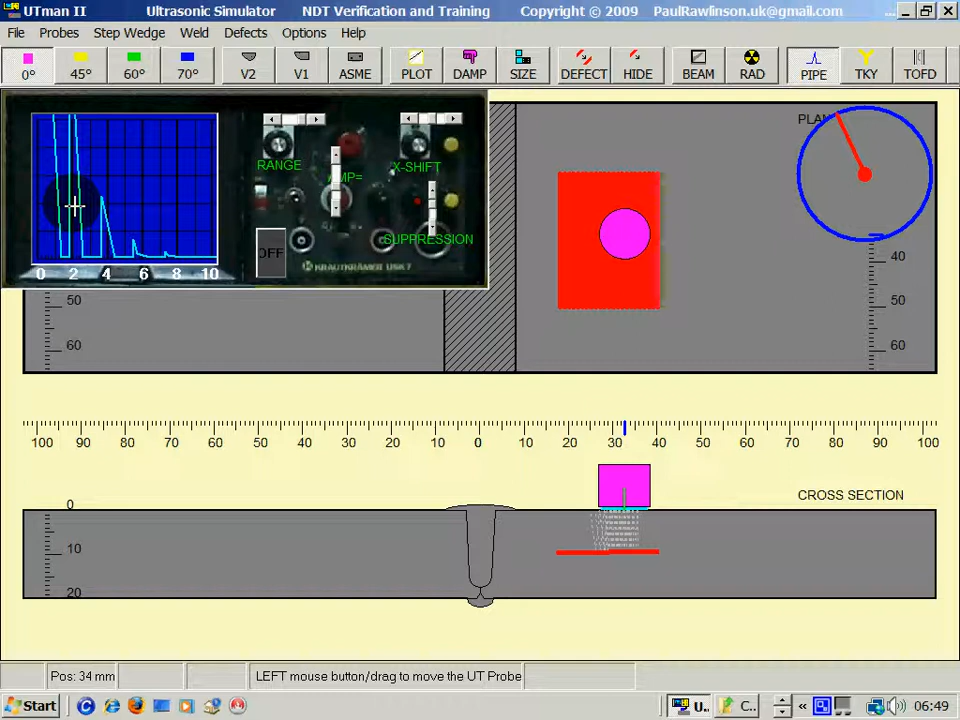 UTman II Ultrasonic Simulator NDT Verification and Training Copyright © 2009 PaulRawlinson.uk@gmail.com ...
File Probes Step Wedge Weld Defects Options Help
0° 45° 60° 70° V2 V1 ASME PLOT DAMP SIZE DEFECT HIDE BEAM RAD PIPE TKY TOFD
PLAN
RANGE
AMP=
X-SHIFT
SUPPRESSION
OFF
KRAUTKRÄMER USK7
0 2 4 6 8 10
40
50 50
60 60
100 90 80 70 60 50 40 30 20 10 0 10 20 30 40 50 60 70 80 90 100
CROSS SECTION
0
10
20
Pos: 34 mm LEFT mouse button/drag to move the UT Probe
Start U.. C.. « 06:49